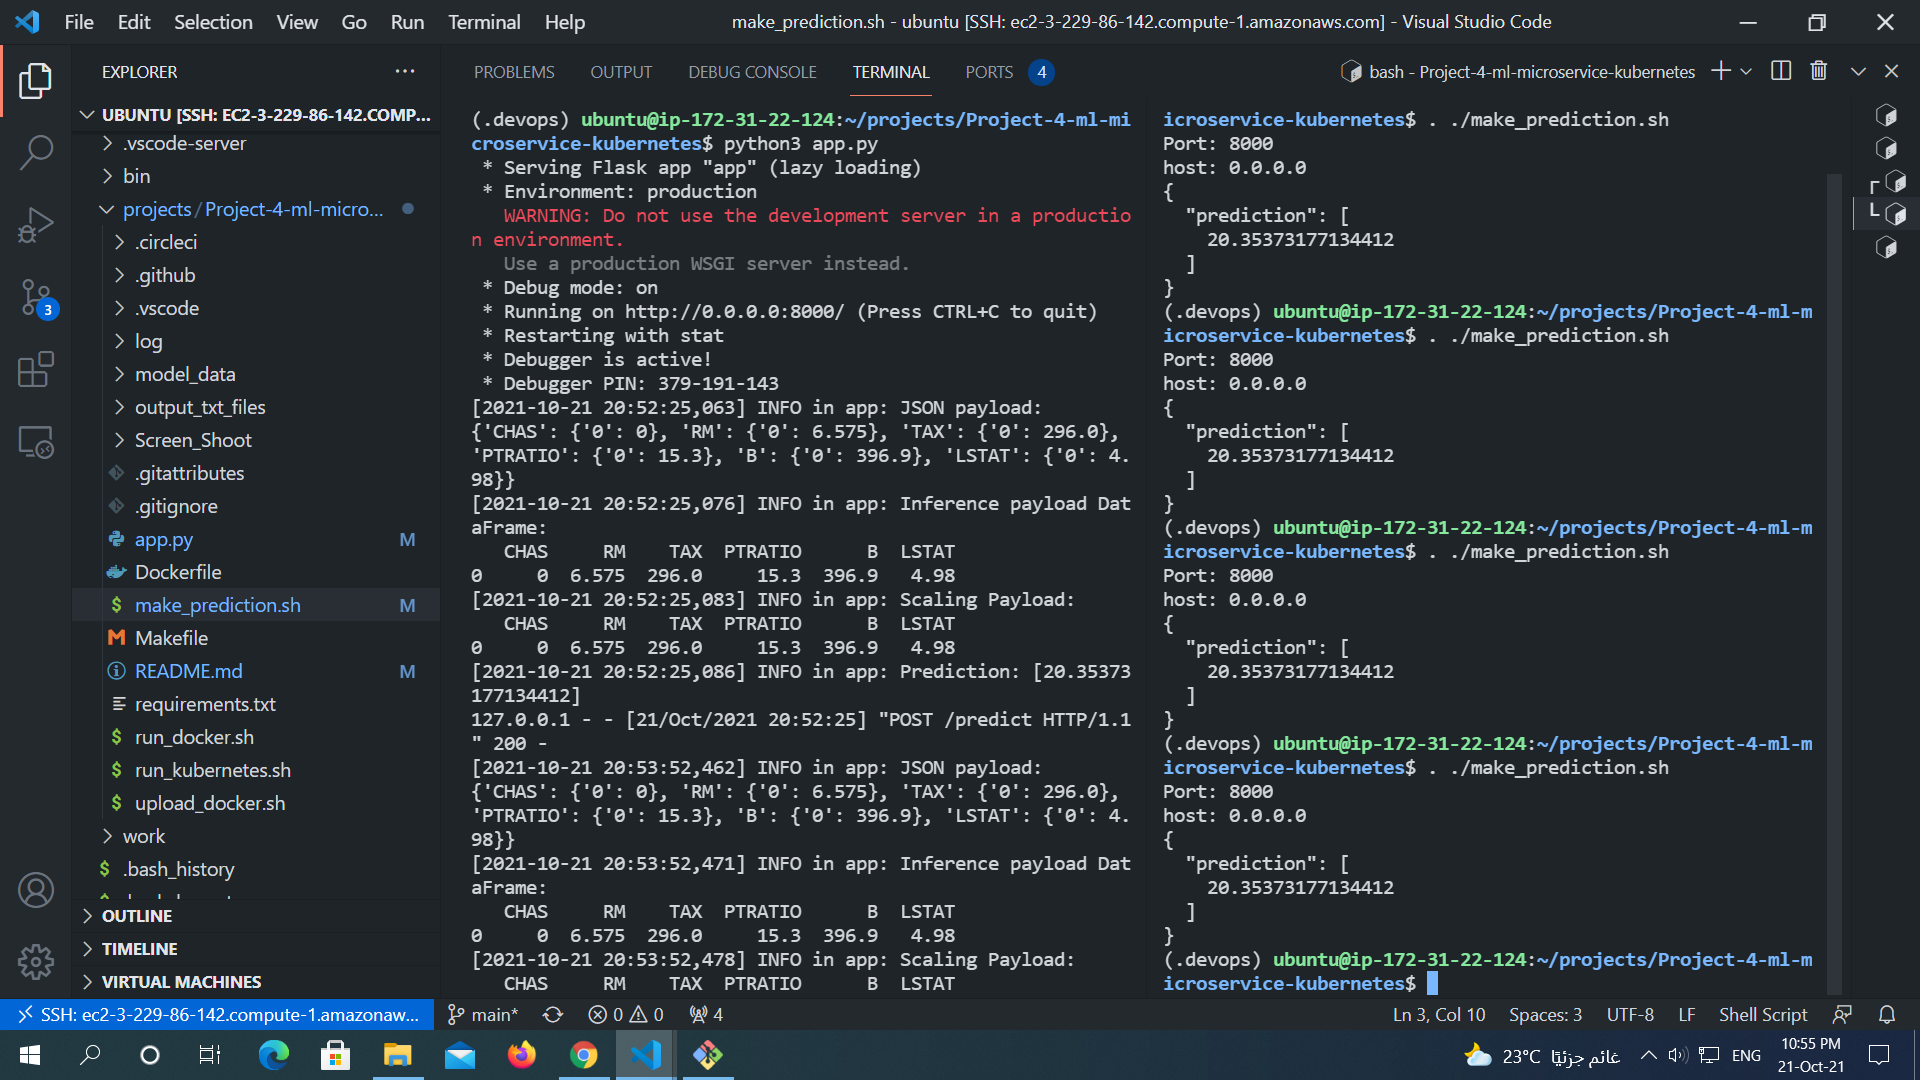 File Edit Selection View Go Run Terminal Help
make_prediction.sh - ubuntu [SSH: ec2-3-229-86-142.compute-1.amazonaws.com] - Visual Studio Code
EXPLORER
UBUNTU [SSH: EC2-3-229-86-142.COMP...
.vscode-server
bin
projects / Project-4-ml-micro...
.circleci
.github
.vscode
log
model_data
output_txt_files
Screen_Shoot
.gitattributes
.gitignore
app.py M
Dockerfile
make_prediction.sh M
Makefile
README.md M
requirements.txt
run_docker.sh
run_kubernetes.sh
upload_docker.sh
work
.bash_history
OUTLINE
TIMELINE
VIRTUAL MACHINES
3
PROBLEMS OUTPUT DEBUG CONSOLE TERMINAL PORTS 4
bash - Project-4-ml-microservice-kubernetes
(.devops) ubuntu@ip-172-31-22-124:~/projects/Project-4-ml-mi
croservice-kubernetes$ python3 app.py
* Serving Flask app "app" (lazy loading)
* Environment: production
WARNING: Do not use the development server in a productio
n environment.
Use a production WSGI server instead.
* Debug mode: on
* Running on http://0.0.0.0:8000/ (Press CTRL+C to quit)
* Restarting with stat
* Debugger is active!
* Debugger PIN: 379-191-143
[2021-10-21 20:52:25,063] INFO in app: JSON payload:
{'CHAS': {'0': 0}, 'RM': {'0': 6.575}, 'TAX': {'0': 296.0},
'PTRATIO': {'0': 15.3}, 'B': {'0': 396.9}, 'LSTAT': {'0': 4.
98}}
[2021-10-21 20:52:25,076] INFO in app: Inference payload Dat
aFrame:
CHAS RM TAX PTRATIO B LSTAT
0 0 6.575 296.0 15.3 396.9 4.98
[2021-10-21 20:52:25,083] INFO in app: Scaling Payload:
CHAS RM TAX PTRATIO B LSTAT
0 0 6.575 296.0 15.3 396.9 4.98
[2021-10-21 20:52:25,086] INFO in app: Prediction: [20.35373
177134412]
127.0.0.1 - - [21/Oct/2021 20:52:25] "POST /predict HTTP/1.1
" 200 -
[2021-10-21 20:53:52,462] INFO in app: JSON payload:
{'CHAS': {'0': 0}, 'RM': {'0': 6.575}, 'TAX': {'0': 296.0},
'PTRATIO': {'0': 15.3}, 'B': {'0': 396.9}, 'LSTAT': {'0': 4.
98}}
[2021-10-21 20:53:52,471] INFO in app: Inference payload Dat
aFrame:
CHAS RM TAX PTRATIO B LSTAT
0 0 6.575 296.0 15.3 396.9 4.98
[2021-10-21 20:53:52,478] INFO in app: Scaling Payload:
CHAS RM TAX PTRATIO B LSTAT
icroservice-kubernetes$ . ./make_prediction.sh
Port: 8000
host: 0.0.0.0
{
"prediction": [
20.35373177134412
]
}
(.devops) ubuntu@ip-172-31-22-124:~/projects/Project-4-ml-m
icroservice-kubernetes$ . ./make_prediction.sh
Port: 8000
host: 0.0.0.0
{
"prediction": [
20.35373177134412
]
}
(.devops) ubuntu@ip-172-31-22-124:~/projects/Project-4-ml-m
icroservice-kubernetes$ . ./make_prediction.sh
Port: 8000
host: 0.0.0.0
{
"prediction": [
20.35373177134412
]
}
(.devops) ubuntu@ip-172-31-22-124:~/projects/Project-4-ml-m
icroservice-kubernetes$ . ./make_prediction.sh
Port: 8000
host: 0.0.0.0
{
"prediction": [
20.35373177134412
]
}
(.devops) ubuntu@ip-172-31-22-124:~/projects/Project-4-ml-m
icroservice-kubernetes$
SSH: ec2-3-229-86-142.compute-1.amazonaw... main* 0 0 4
Ln 3, Col 10 Spaces: 3 UTF-8 LF Shell Script
23°C غائم جزئيًا ENG
10:55 PM
21-Oct-21